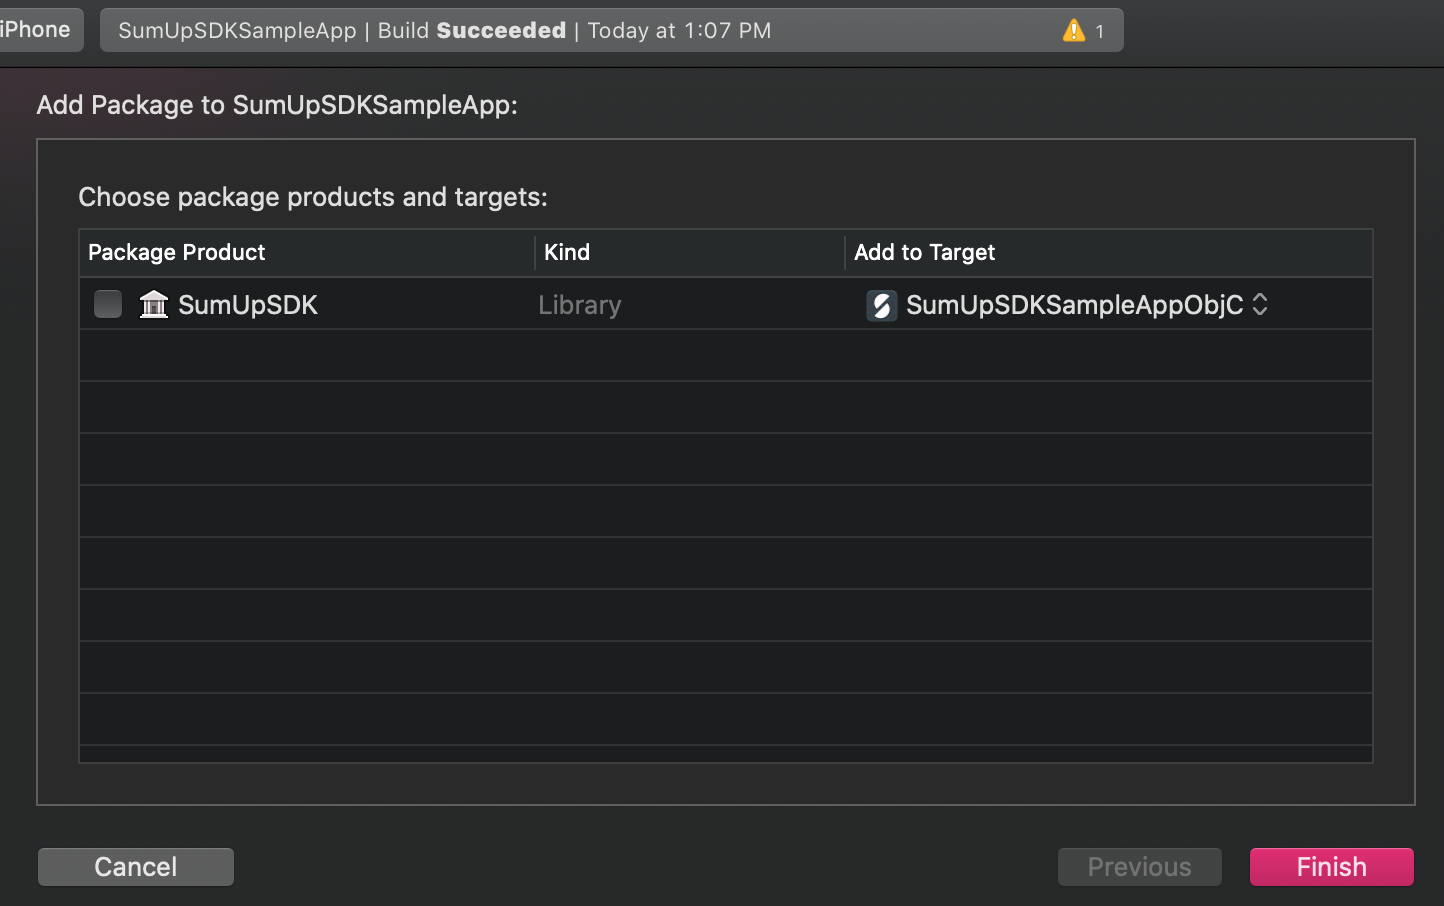 iPhone
SumUpSDKSampleApp | Build Succeeded | Today at 1:07 PM
1
Add Package to SumUpSDKSampleApp:
Choose package products and targets:
Package Product
Kind
Add to Target
SumUpSDK
Library
SumUpSDKSampleAppObjC
Cancel
Previous
Finish